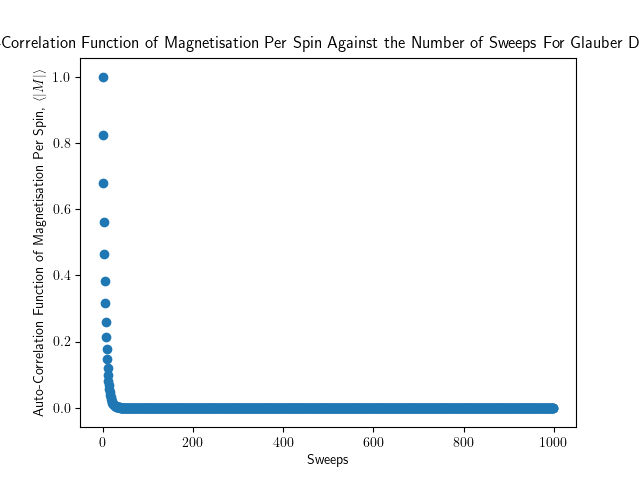 -Correlation Function of Magnetisation Per Spin Against the Number of Sweeps For Glauber D
Auto-Correlation Function of Magnetisation Per Spin, ⟨|M|⟩
1.0
0.8
0.6
0.4
0.2
0.0
0 200 400 600 800 1000
Sweeps